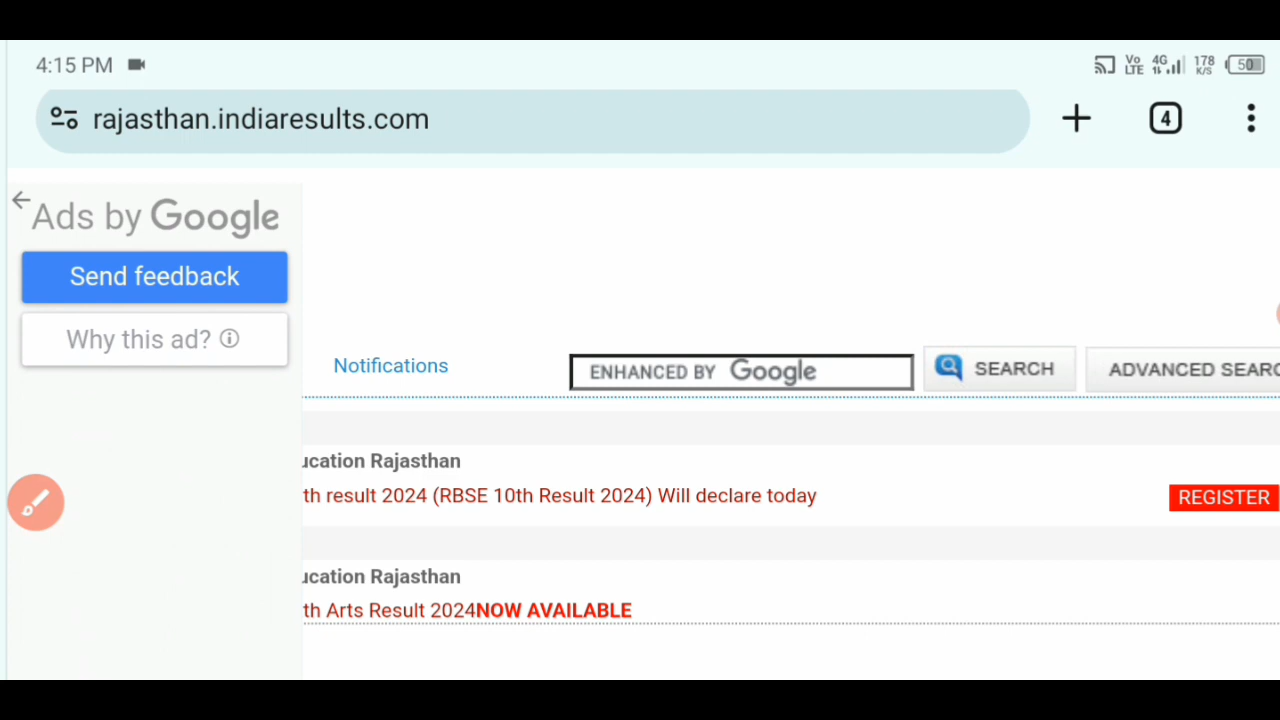 4:15 PM
Vo LTE 4G 178 K/S 50
rajasthan.indiaresults.com
4
Ads by Google
Send feedback
Why this ad?
Notifications
ENHANCED BY Google
SEARCH
ADVANCED SEARC
ucation Rajasthan
th result 2024 (RBSE 10th Result 2024) Will declare today
REGISTER
ucation Rajasthan
th Arts Result 2024NOW AVAILABLE